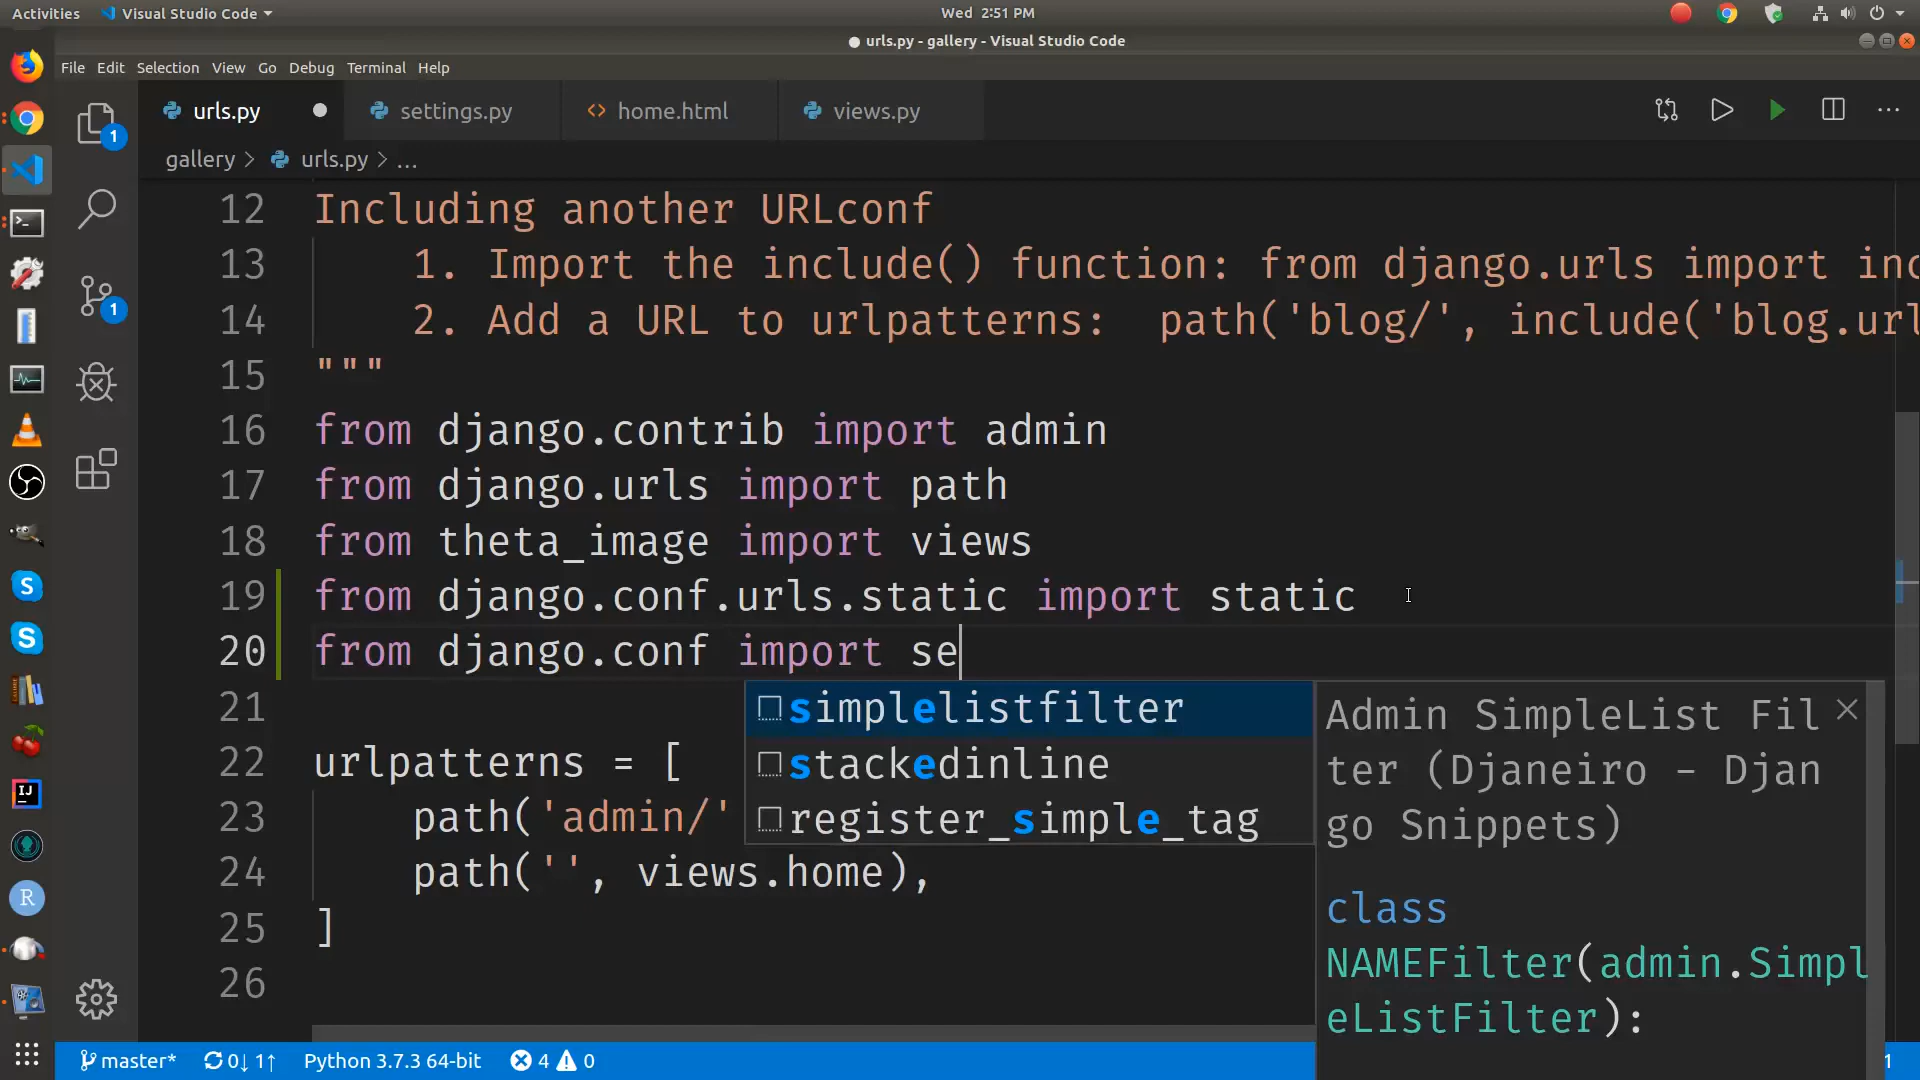 Activities Visual Studio Code Wed 2:51 PM
● urls.py - gallery - Visual Studio Code
File Edit Selection View Go Debug Terminal Help
urls.py settings.py home.html views.py
gallery > urls.py > ...
12 Including another URLconf
13 1. Import the include() function: from django.urls import inc
14 2. Add a URL to urlpatterns: path('blog/', include('blog.url
15 """
16 from django.contrib import admin
17 from django.urls import path
18 from theta_image import views
19 from django.conf.urls.static import static
20 from django.conf import se
21
22 urlpatterns = [
23 path('admin/'
24 path('', views.home),
25 ]
26
simplelistfilter
stackedinline
register_simple_tag
Admin SimpleList Fil
ter (Djaneiro - Djan
go Snippets)
class
NAMEFilter(admin.Simpl
eListFilter):
1
1
S
S
IJ
R
master* 0↓ 1↑ Python 3.7.3 64-bit 4 0 1